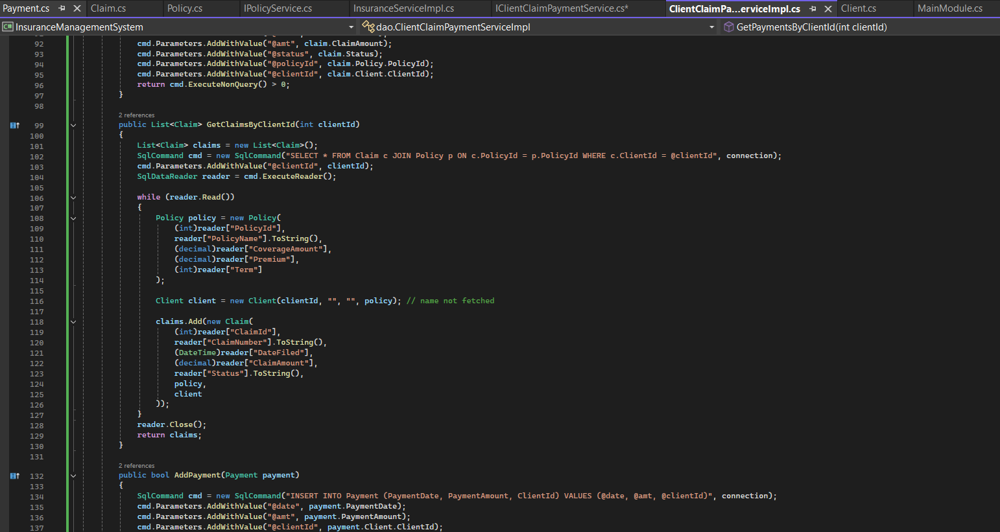 Payment.cs Claim.cs Policy.cs IPolicyService.cs InsuranceServiceImpl.cs IClientClaimPaymentService.cs* ClientClaimPa...erviceImpl.cs Client.cs MainModule.cs
C# InsuranceManagementSystem dao.ClientClaimPaymentServiceImpl GetPaymentsByClientId(int clientId)
92 cmd.Parameters.AddWithValue("@amt", claim.ClaimAmount);
93 cmd.Parameters.AddWithValue("@status", claim.Status);
94 cmd.Parameters.AddWithValue("@policyId", claim.Policy.PolicyId);
95 cmd.Parameters.AddWithValue("@clientId", claim.Client.ClientId);
96 return cmd.ExecuteNonQuery() > 0;
97 }
98
2 references
99 public List<Claim> GetClaimsByClientId(int clientId)
100 {
101 List<Claim> claims = new List<Claim>();
102 SqlCommand cmd = new SqlCommand("SELECT * FROM Claim c JOIN Policy p ON c.PolicyId = p.PolicyId WHERE c.ClientId = @clientId", connection);
103 cmd.Parameters.AddWithValue("@clientId", clientId);
104 SqlDataReader reader = cmd.ExecuteReader();
105
106 while (reader.Read())
107 {
108 Policy policy = new Policy(
109 (int)reader["PolicyId"],
110 reader["PolicyName"].ToString(),
111 (decimal)reader["CoverageAmount"],
112 (decimal)reader["Premium"],
113 (int)reader["Term"]
114 );
115
116 Client client = new Client(clientId, "", "", policy); // name not fetched
117
118 claims.Add(new Claim(
119 (int)reader["ClaimId"],
120 reader["ClaimNumber"].ToString(),
121 (DateTime)reader["DateFiled"],
122 (decimal)reader["ClaimAmount"],
123 reader["Status"].ToString(),
124 policy,
125 client
126 ));
127 }
128 reader.Close();
129 return claims;
130 }
131
2 references
132 public bool AddPayment(Payment payment)
133 {
134 SqlCommand cmd = new SqlCommand("INSERT INTO Payment (PaymentDate, PaymentAmount, ClientId) VALUES (@date, @amt, @clientId)", connection);
135 cmd.Parameters.AddWithValue("@date", payment.PaymentDate);
136 cmd.Parameters.AddWithValue("@amt", payment.PaymentAmount);
137 cmd.Parameters.AddWithValue("@clientId", payment.Client.ClientId);